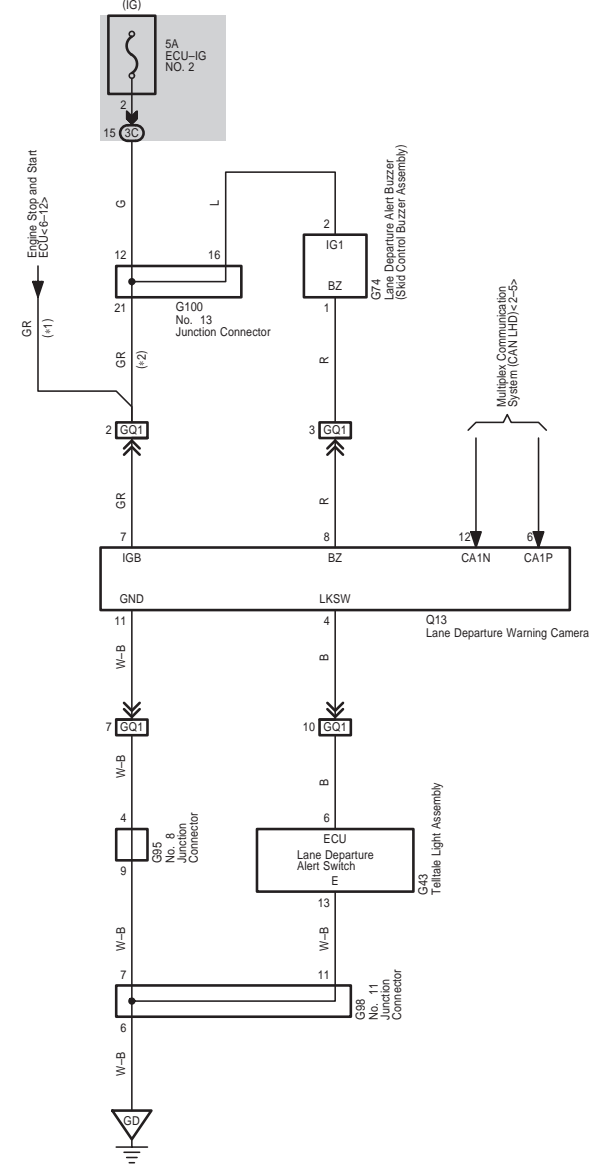 (IG)
5A
ECU–IG
NO. 2
2
15
3C
Engine Stop and Start
ECU<6–12>
G
L
Lane Departure Alert Buzzer
(Skid Control Buzzer Assembly)
G74
2
IG1
BZ
1
12
16
21
G100
No. 13
Junction Connector
GR
(*1)
GR
(*2)
R
Multiplex Communication
System (CAN LHD)<2–5>
2
GQ1
3
GQ1
GR
R
7
8
12
6
IGB
BZ
CA1N
CA1P
GND
LKSW
11
4
Q13
Lane Departure Warning Camera
W–B
B
7
GQ1
10
GQ1
W–B
B
4
6
G95
No. 8
Junction
Connector
9
ECU
Lane Departure
Alert Switch
E
G43
Telltale Light Assembly
13
W–B
W–B
7
11
G98
No. 11
Junction
Connector
6
W–B
GD